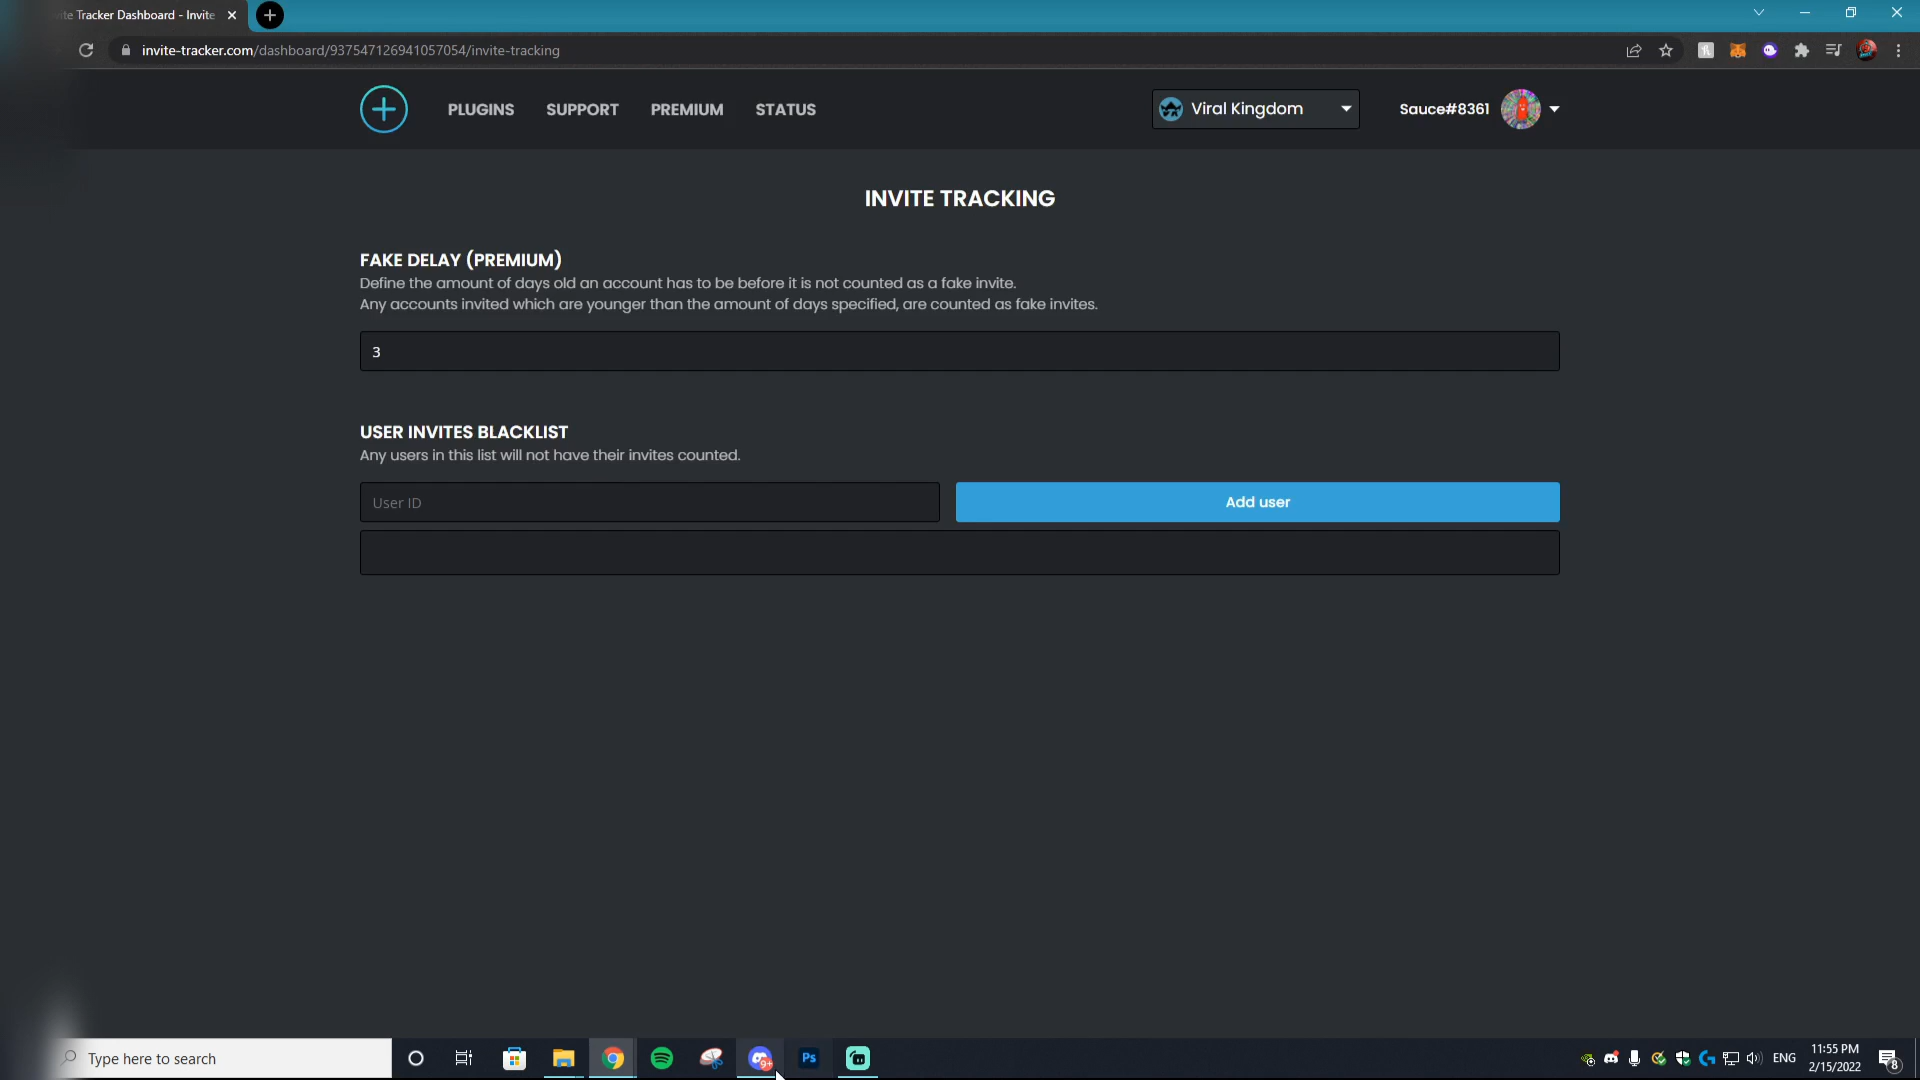 Tracker Dashboard - Invite
invite-tracker.com/dashboard/937547126941057054/invite-tracking
PLUGINS SUPPORT PREMIUM STATUS
Viral Kingdom
Sauce#8361
INVITE TRACKING
FAKE DELAY (PREMIUM)
Define the amount of days old an account has to be before it is not counted as a fake invite.
Any accounts invited which are younger than the amount of days specified, are counted as fake invites.
3
USER INVITES BLACKLIST
Any users in this list will not have their invites counted.
User ID
Add user
Type here to search
9+
Ps
ENG
11:55 PM
2/15/2022
8